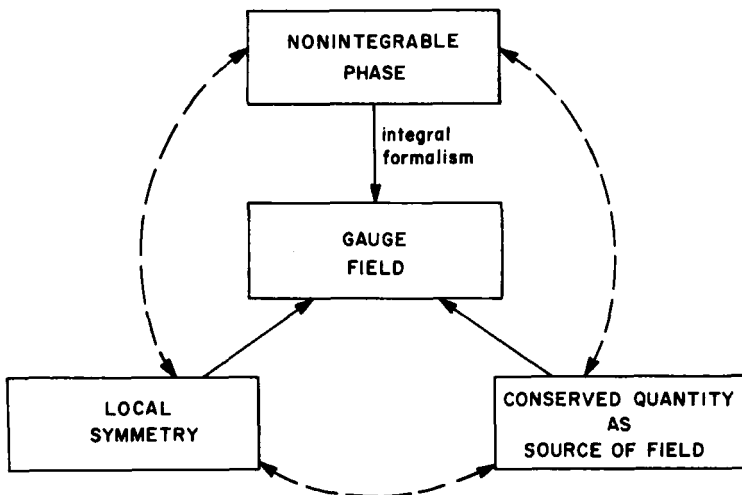 NONINTEGRABLE
PHASE
integral
formalism
GAUGE
FIELD
LOCAL
SYMMETRY
CONSERVED QUANTITY
AS
SOURCE OF FIELD